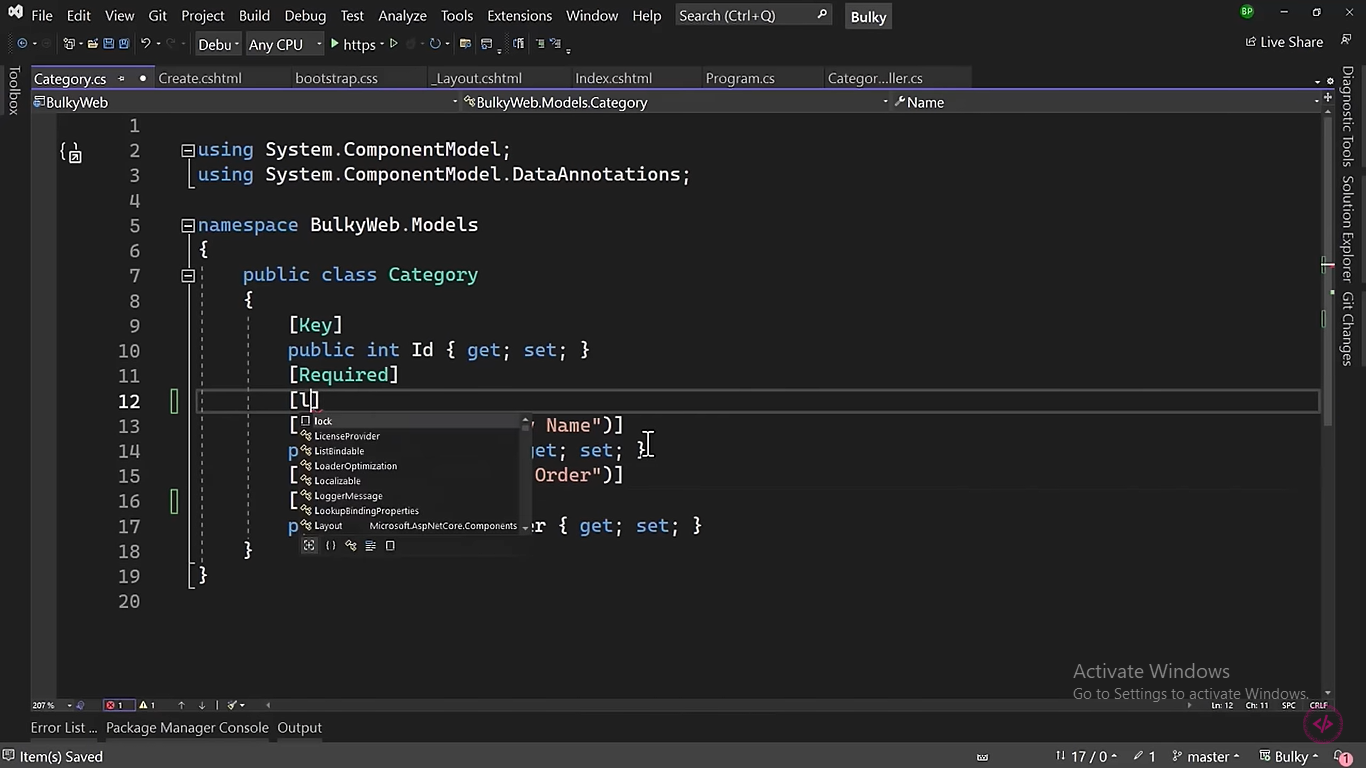 File Edit View Git Project Build Debug Test Analyze Tools Extensions Window Help Search (Ctrl+Q) Bulky BP
Debu Any CPU https Live Share
Category.cs Create.cshtml bootstrap.css _Layout.cshtml Index.cshtml Program.cs Categor...ller.cs
BulkyWeb BulkyWeb.Models.Category Name
Toolbox
Diagnostic Tools
Solution Explorer
Git Changes
1
2 using System.ComponentModel;
3 using System.ComponentModel.DataAnnotations;
4
5 namespace BulkyWeb.Models
6 {
7 public class Category
8 {
9 [Key]
10 public int Id { get; set; }
11 [Required]
12 [l]
13 [ y Name")]
14 p get; set; }
15 [ Order")]
16 [
17 p er { get; set; }
18 }
19 }
20
lock
LicenseProvider
ListBindable
LoaderOptimization
Localizable
LoggerMessage
LookupBindingProperties
Layout Microsoft.AspNetCore.Components
Activate Windows
Go to Settings to activate Windows.
207 % 1 1 Ln: 12 Ch: 11 SPC CRLF
Error List ... Package Manager Console Output
Item(s) Saved 17 / 0 1 master Bulky 1